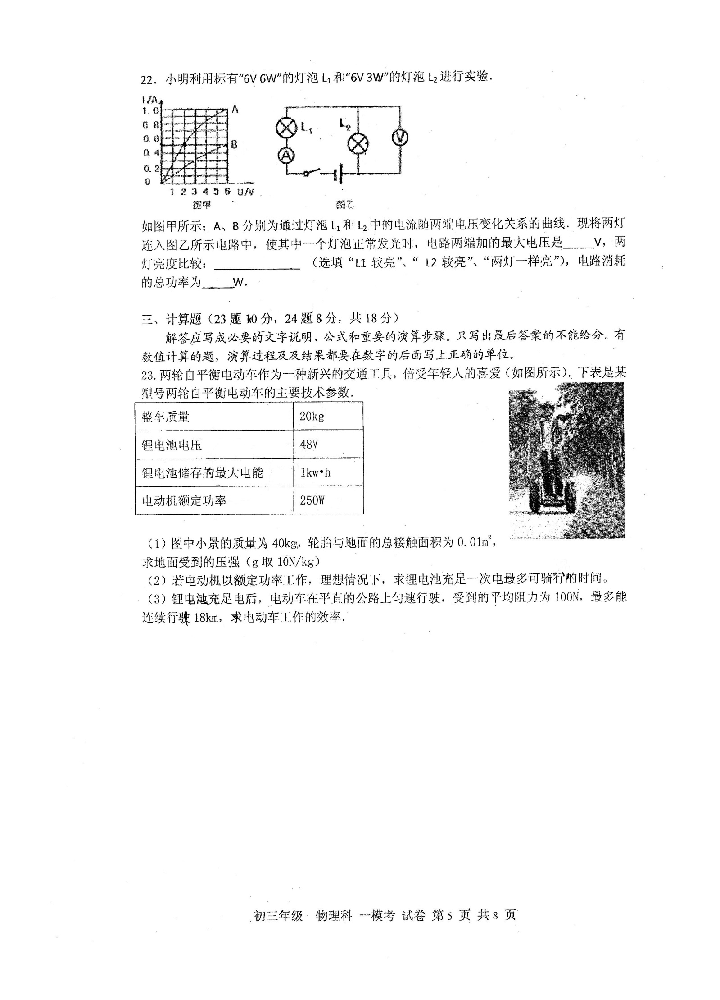 22．小明利用标有“6V 6W”的灯泡 L₁ 和“6V 3W”的灯泡 L₂ 进行实验．
I/A
1.0
0.8
0.6
0.4
0.2
0
1 2 3 4 5 6 U/V
A
B
图甲
L₁
L₂
A
V
图乙
如图甲所示：A、B 分别为通过灯泡 L₁ 和 L₂ 中的电流随两端电压变化关系的曲线．现将两灯
连入图乙所示电路中，使其中一个灯泡正常发光时，电路两端加的最大电压是_____V，两
灯亮度比较：______________ （选填“L1 较亮”、“ L2 较亮”、“两灯一样亮”），电路消耗
的总功率为_____W．
三、计算题（23 题 10 分，24 题 8 分，共 18 分）
解答应写成必要的文字说明、公式和重要的演算步骤。只写出最后答案的不能给分。有
数值计算的题，演算过程及及结果都要在数字的后面写上正确的单位。
23.两轮自平衡电动车作为一种新兴的交通工具，倍受年轻人的喜爱（如图所示）．下表是某
型号两轮自平衡电动车的主要技术参数．
整车质量 20kg
锂电池电压 48V
锂电池储存的最大电能 1kw•h
电动机额定功率 250W
（1）图中小景的质量为 40kg，轮胎与地面的总接触面积为 0.01m²，
求地面受到的压强（g 取 10N/kg）
（2）若电动机以额定功率工作，理想情况下，求锂电池充足一次电最多可骑行的时间。
（3）锂电池充足电后，电动车在平直的公路上匀速行驶，受到的平均阻力为 100N，最多能
连续行驶 18km，求电动车工作的效率．
初三年级 物理科 一模考 试卷 第 5 页 共 8 页